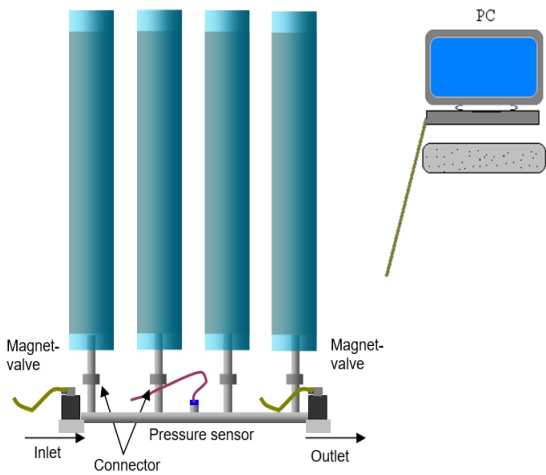 PC
Magnet-
valve
Magnet-
valve
Pressure sensor
Inlet
Connector
Outlet